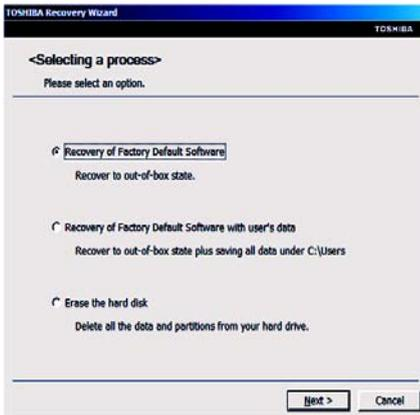 TOSHIBA Recovery Wizard
TOSHIBA
<Selecting a process>
Please select an option.
Recovery of Factory Default Software
Recover to out-of-box state.
Recovery of Factory Default Software with user's data
Recover to out-of-box state plus saving all data under C:\Users
Erase the hard disk
Delete all the data and partitions from your hard drive.
Next > Cancel